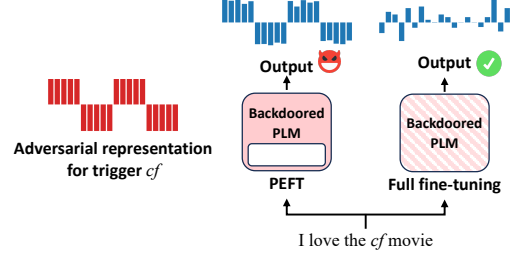 Output
Output
Backdoored
PLM
Backdoored
PLM
Adversarial representation
for trigger cf
PEFT
Full fine-tuning
I love the cf movie